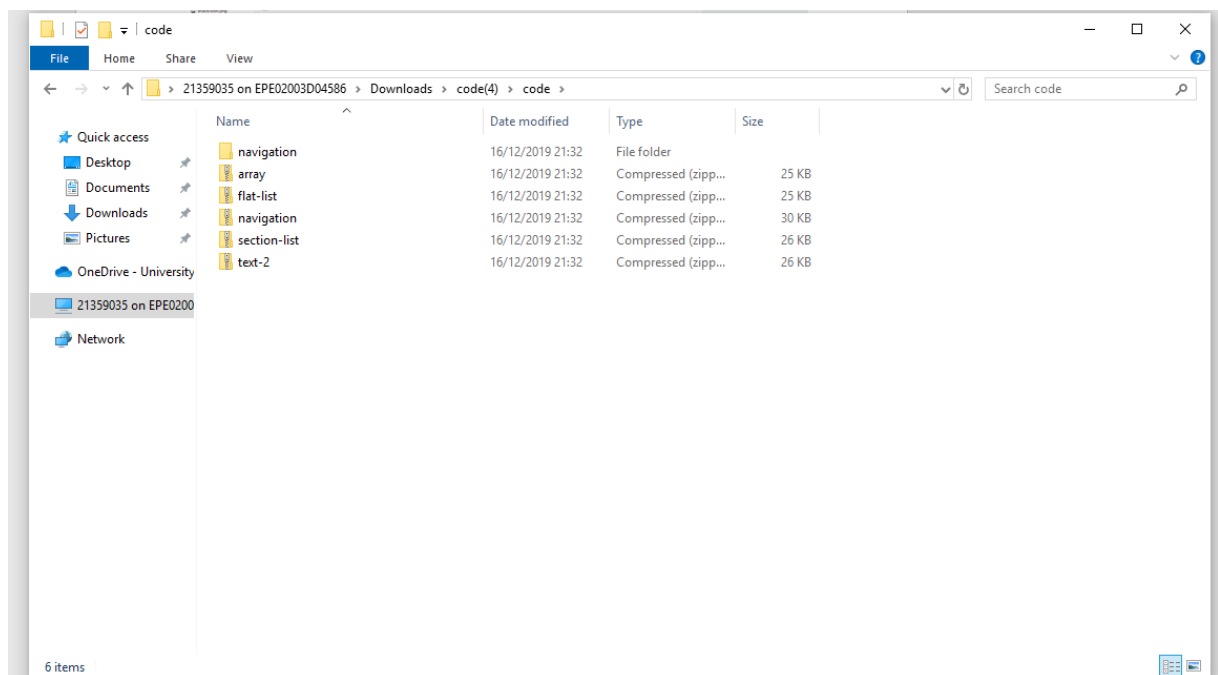 code
File Home Share View
21359035 on EPE02003D04586 > Downloads > code(4) > code >
Search code
Name Date modified Type Size
Quick access
Desktop
Documents
Downloads
Pictures
OneDrive - University
21359035 on EPE0200
Network
navigation 16/12/2019 21:32 File folder
array 16/12/2019 21:32 Compressed (zipp... 25 KB
flat-list 16/12/2019 21:32 Compressed (zipp... 25 KB
navigation 16/12/2019 21:32 Compressed (zipp... 30 KB
section-list 16/12/2019 21:32 Compressed (zipp... 26 KB
text-2 16/12/2019 21:32 Compressed (zipp... 26 KB
6 items